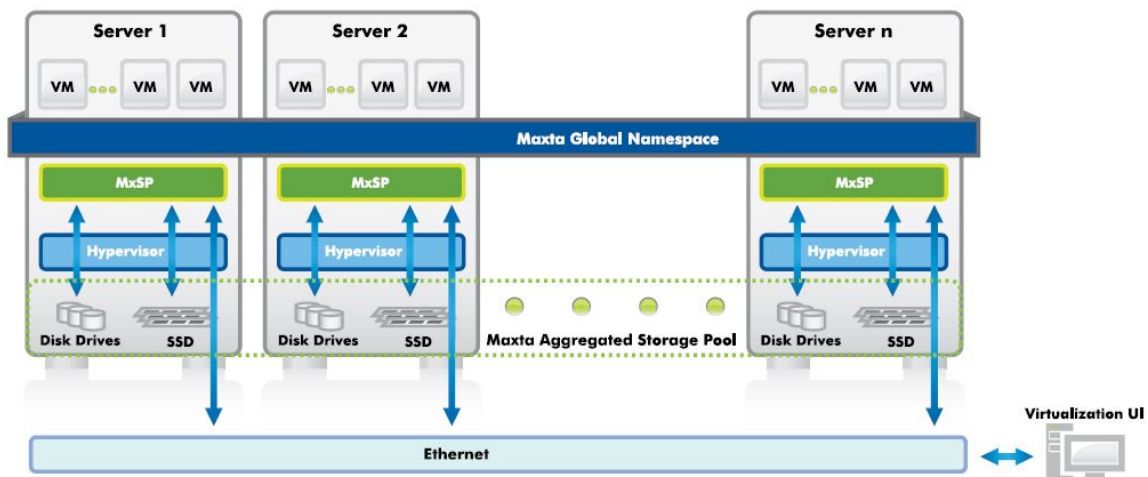 Server 1
Server 2
Server n
VM VM VM
VM VM VM
VM VM VM
Maxta Global Namespace
MxSP
MxSP
MxSP
Hypervisor
Hypervisor
Hypervisor
Disk Drives SSD
Disk Drives SSD
Maxta Aggregated Storage Pool
Disk Drives SSD
Virtualization UI
Ethernet